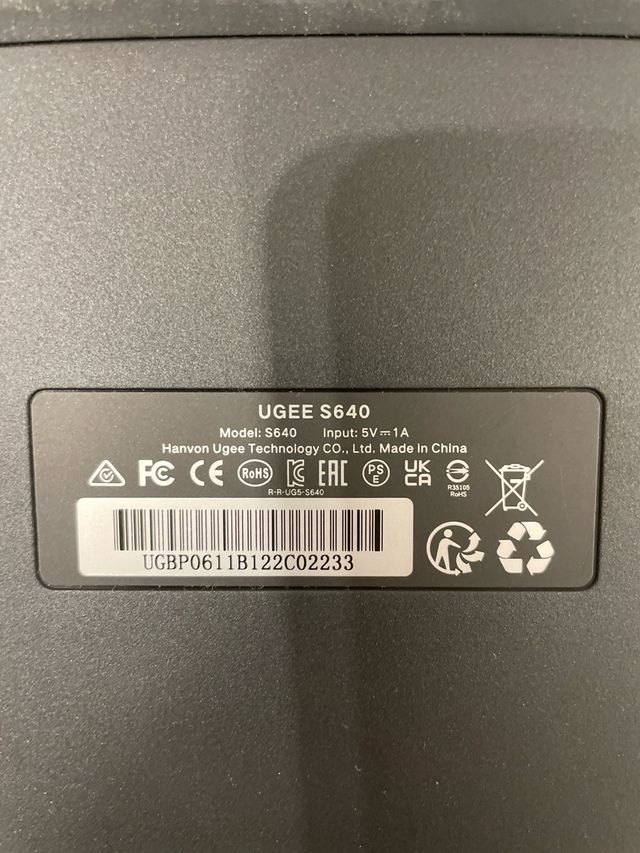 UGEE S640
Model: S640 Input: 5V⎓1A
Hanvon Ugee Technology CO., Ltd. Made in China
FC CE RoHS KC EAC PS E UK CA
R-R-UG5-S640
R35105
RoHS
UGBP0611B122C02233